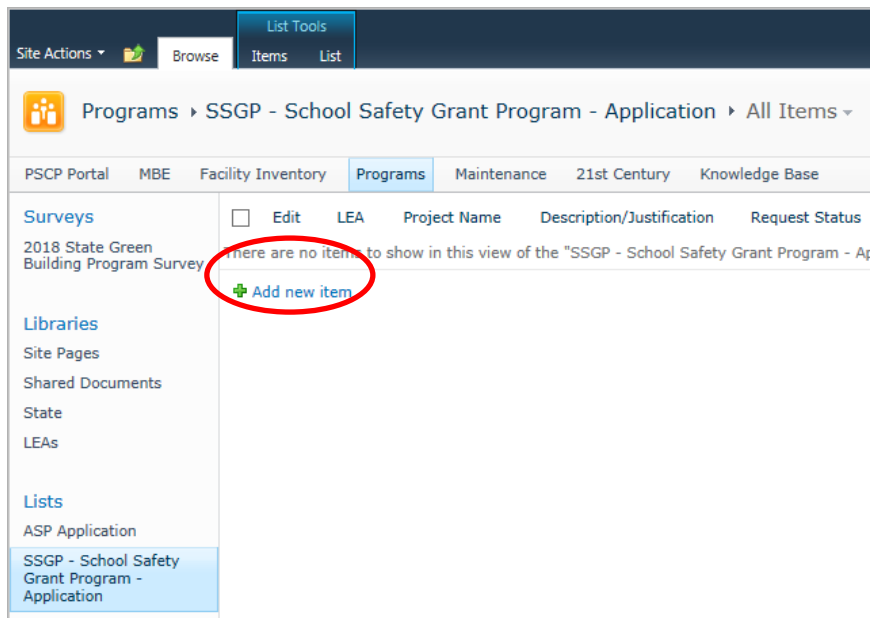 List Tools
Site Actions Browse Items List
Programs SSGP - School Safety Grant Program - Application All Items
PSCP Portal MBE Facility Inventory Programs Maintenance 21st Century Knowledge Base
Surveys
2018 State Green
Building Program Survey
Libraries
Site Pages
Shared Documents
State
LEAs
Lists
ASP Application
SSGP - School Safety
Grant Program -
Application
Edit LEA Project Name Description/Justification Request Status
There are no items to show in this view of the "SSGP - School Safety Grant Program - Ap
Add new item